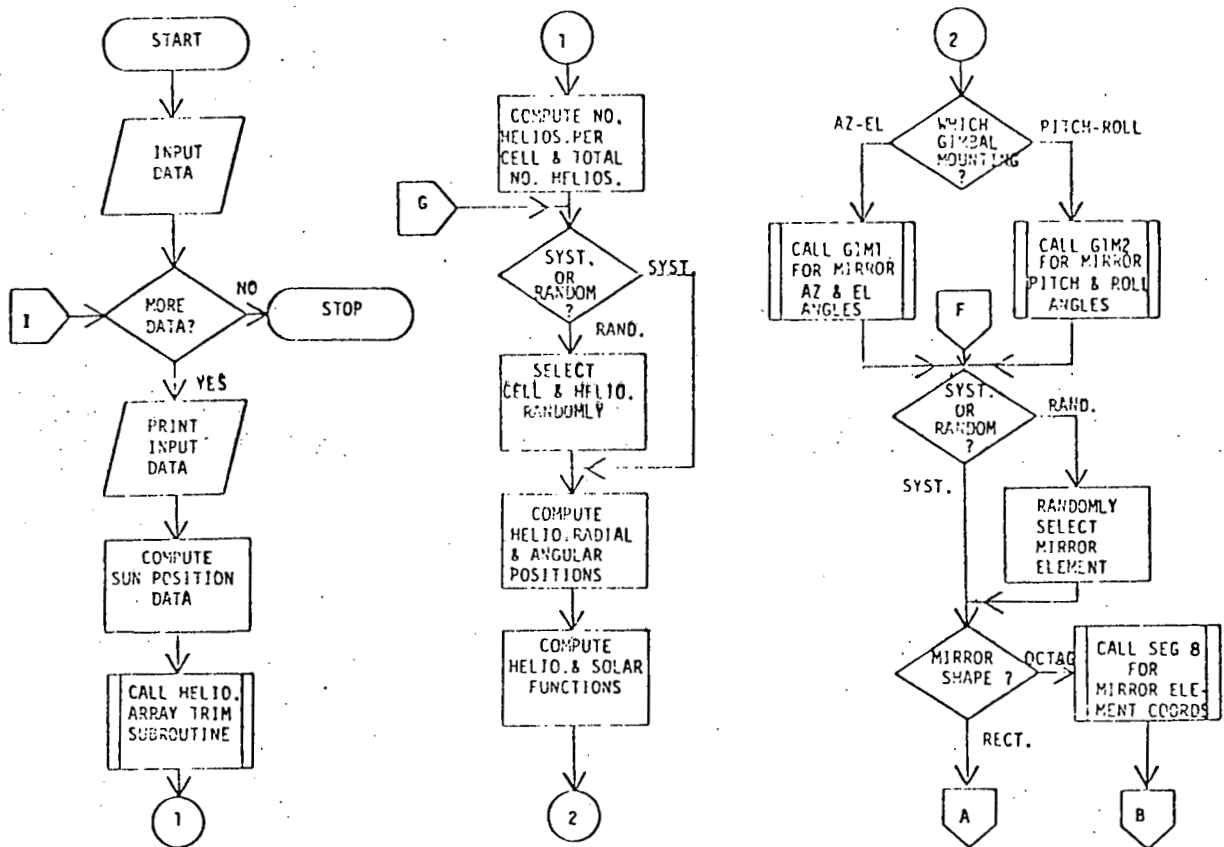 START
INPUT
DATA
I
MORE
DATA?
NO
STOP
YES
PRINT
INPUT
DATA
COMPUTE
SUN POSITION
DATA
CALL HELIO.
ARRAY TRIM
SUBROUTINE
1
1
COMPUTE NO.
HELIOS.PER
CELL & TOTAL
NO. HELIOS.
G
SYST.
OR
RANDOM
?
SYST.
RAND.
SELECT
CELL & HELIO.
RANDOMLY
COMPUTE
HELIO.RADIAL
& ANGULAR
POSITIONS
COMPUTE
HELIO.& SOLAR
FUNCTIONS
2
2
AZ-EL
WHICH
GIMBAL
MOUNTING
?
PITCH-ROLL
CALL GIM1
FOR MIRROR
AZ & EL
ANGLES
CALL GIM2
FOR MIRROR
PITCH & ROLL
ANGLES
F
SYST.
OR
RANDOM
?
RAND.
SYST.
RANDOMLY
SELECT
MIRROR
ELEMENT
MIRROR
SHAPE ?
OCTAG
CALL SEG 8
FOR
MIRROR ELE-
MENT COORDS
RECT.
A
B